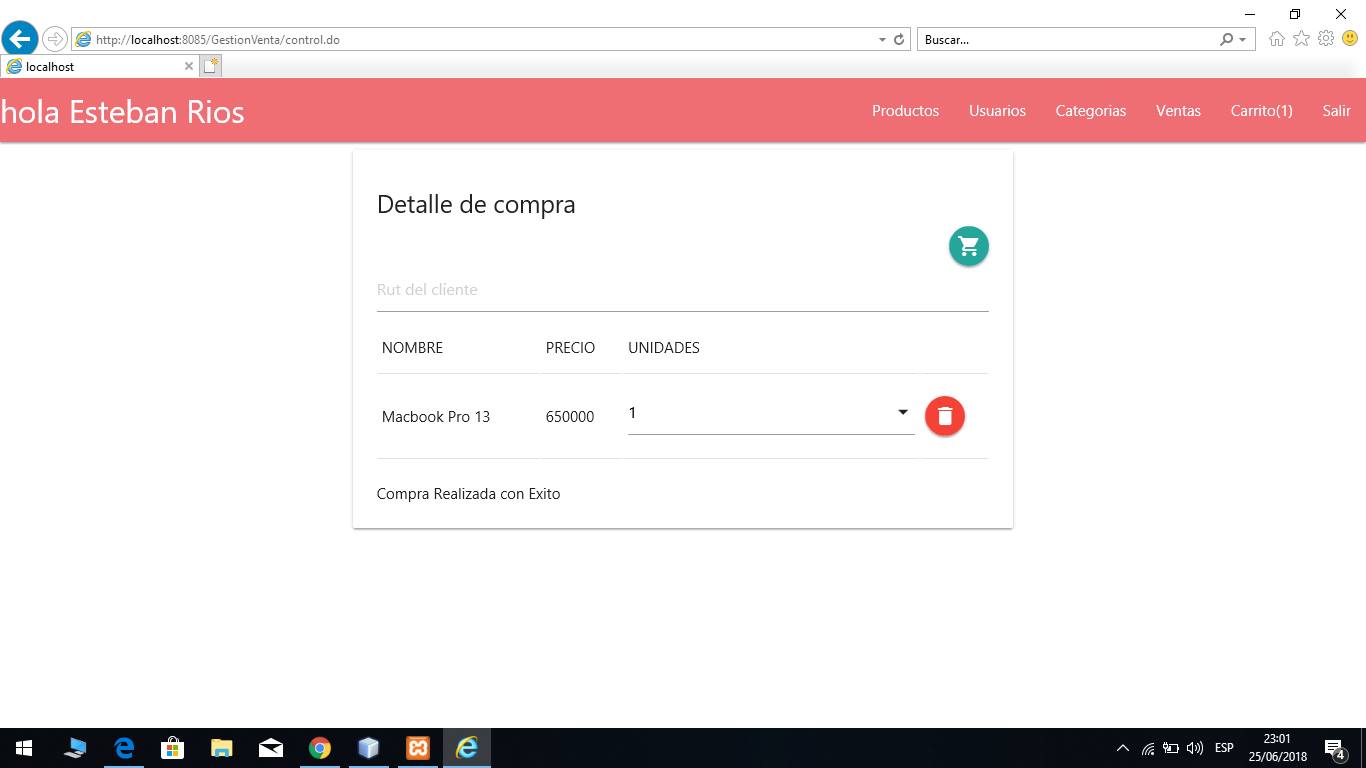 http://localhost:8085/GestionVenta/control.do
Buscar...
localhost
hola Esteban Rios
Productos
Usuarios
Categorias
Ventas
Carrito(1)
Salir
Detalle de compra
Rut del cliente
NOMBRE PRECIO UNIDADES
Macbook Pro 13 650000 1
Compra Realizada con Exito
ESP
23:01
25/06/2018
4